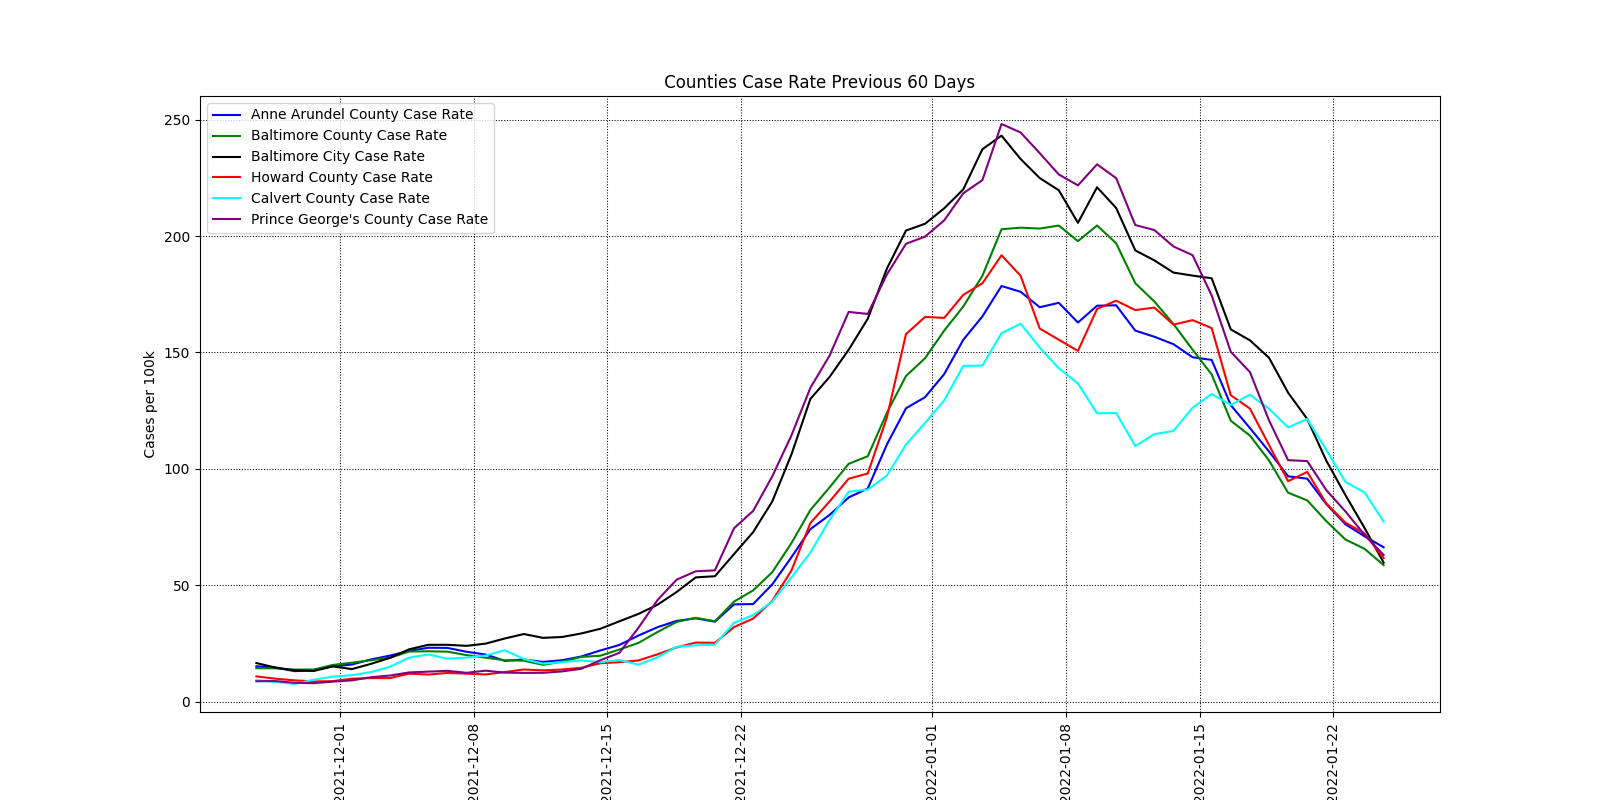 Counties Case Rate Previous 60 Days
Anne Arundel County Case Rate
Baltimore County Case Rate
Baltimore City Case Rate
Howard County Case Rate
Calvert County Case Rate
Prince George's County Case Rate
Cases per 100k
250
200
150
100
50
0
2021-12-01
2021-12-08
2021-12-15
2021-12-22
2022-01-01
2022-01-08
2022-01-15
2022-01-22